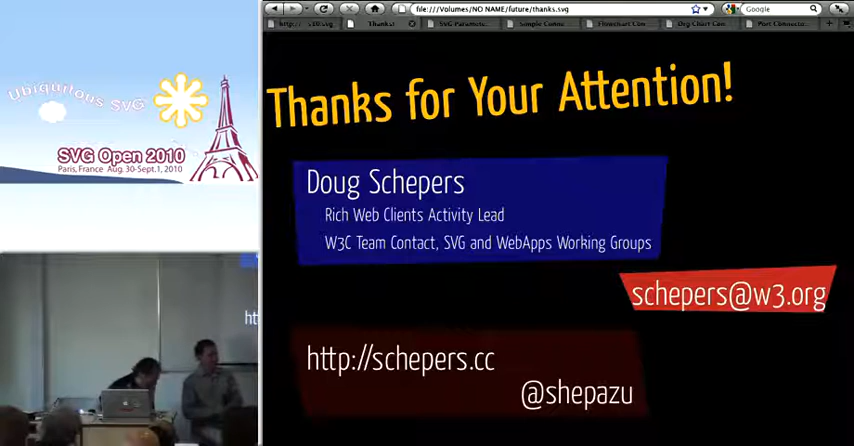 Ubiquitous SVG
SVG Open 2010
Paris, France Aug. 30-Sept.1, 2010
file:///Volumes/NO NAME/future/thanks.svg
Google
Thanks!
Thanks for Your Attention!
Doug Schepers
Rich Web Clients Activity Lead
W3C Team Contact, SVG and WebApps Working Groups
schepers@w3.org
http://schepers.cc
@shepazu
ht